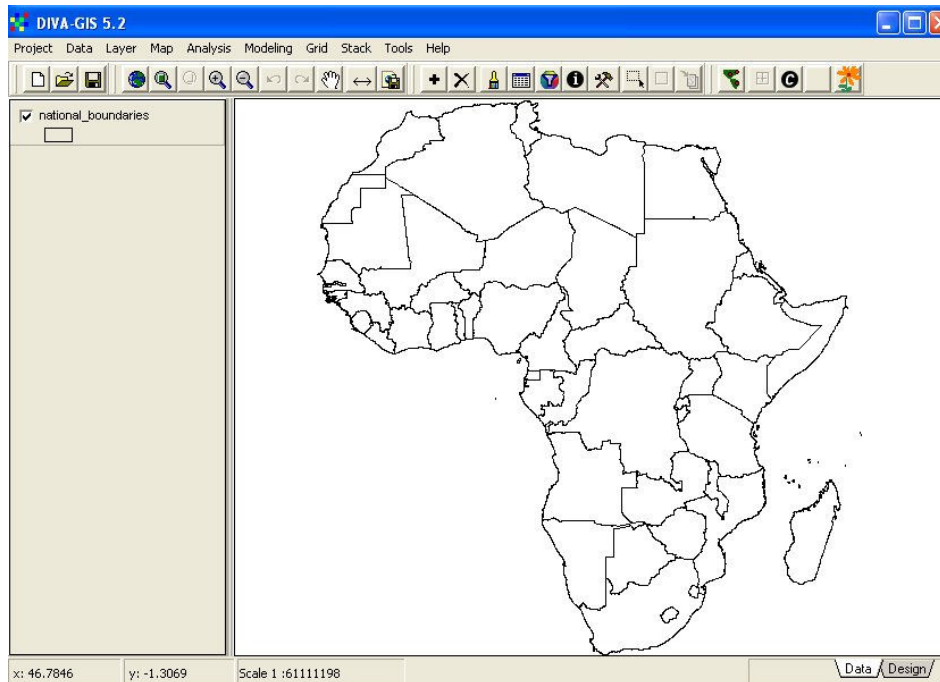 DIVA-GIS 5.2
Project Data Layer Map Analysis Modeling Grid Stack Tools Help
national_boundaries
x: 46.7846 y: -1.3069 Scale 1 :61111198 Data Design